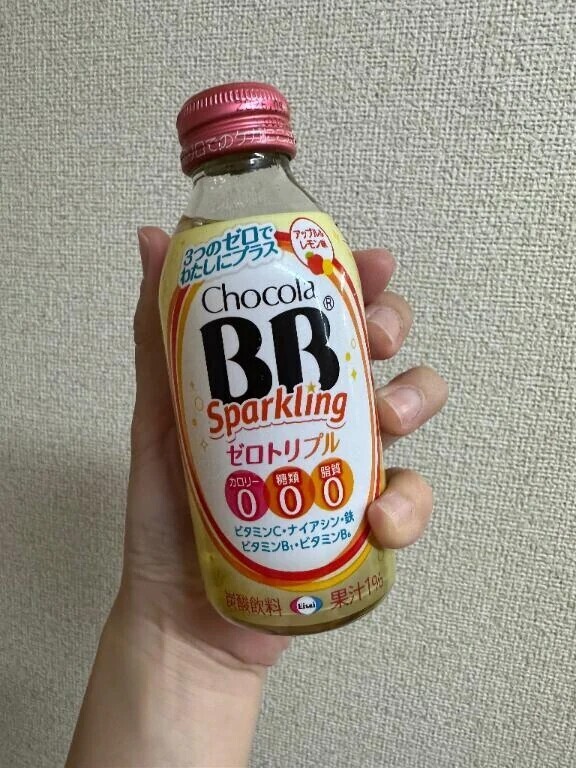 3つのゼロで
わたしにプラス
アップル&
レモン味
Chocola
BB®
Sparkling
ゼロトリプル
カロリー 糖類 脂質
0 0 0
ビタミンC・ナイアシン・鉄
ビタミンB₁・ビタミンB₆
炭酸飲料 Eisai 果汁1%